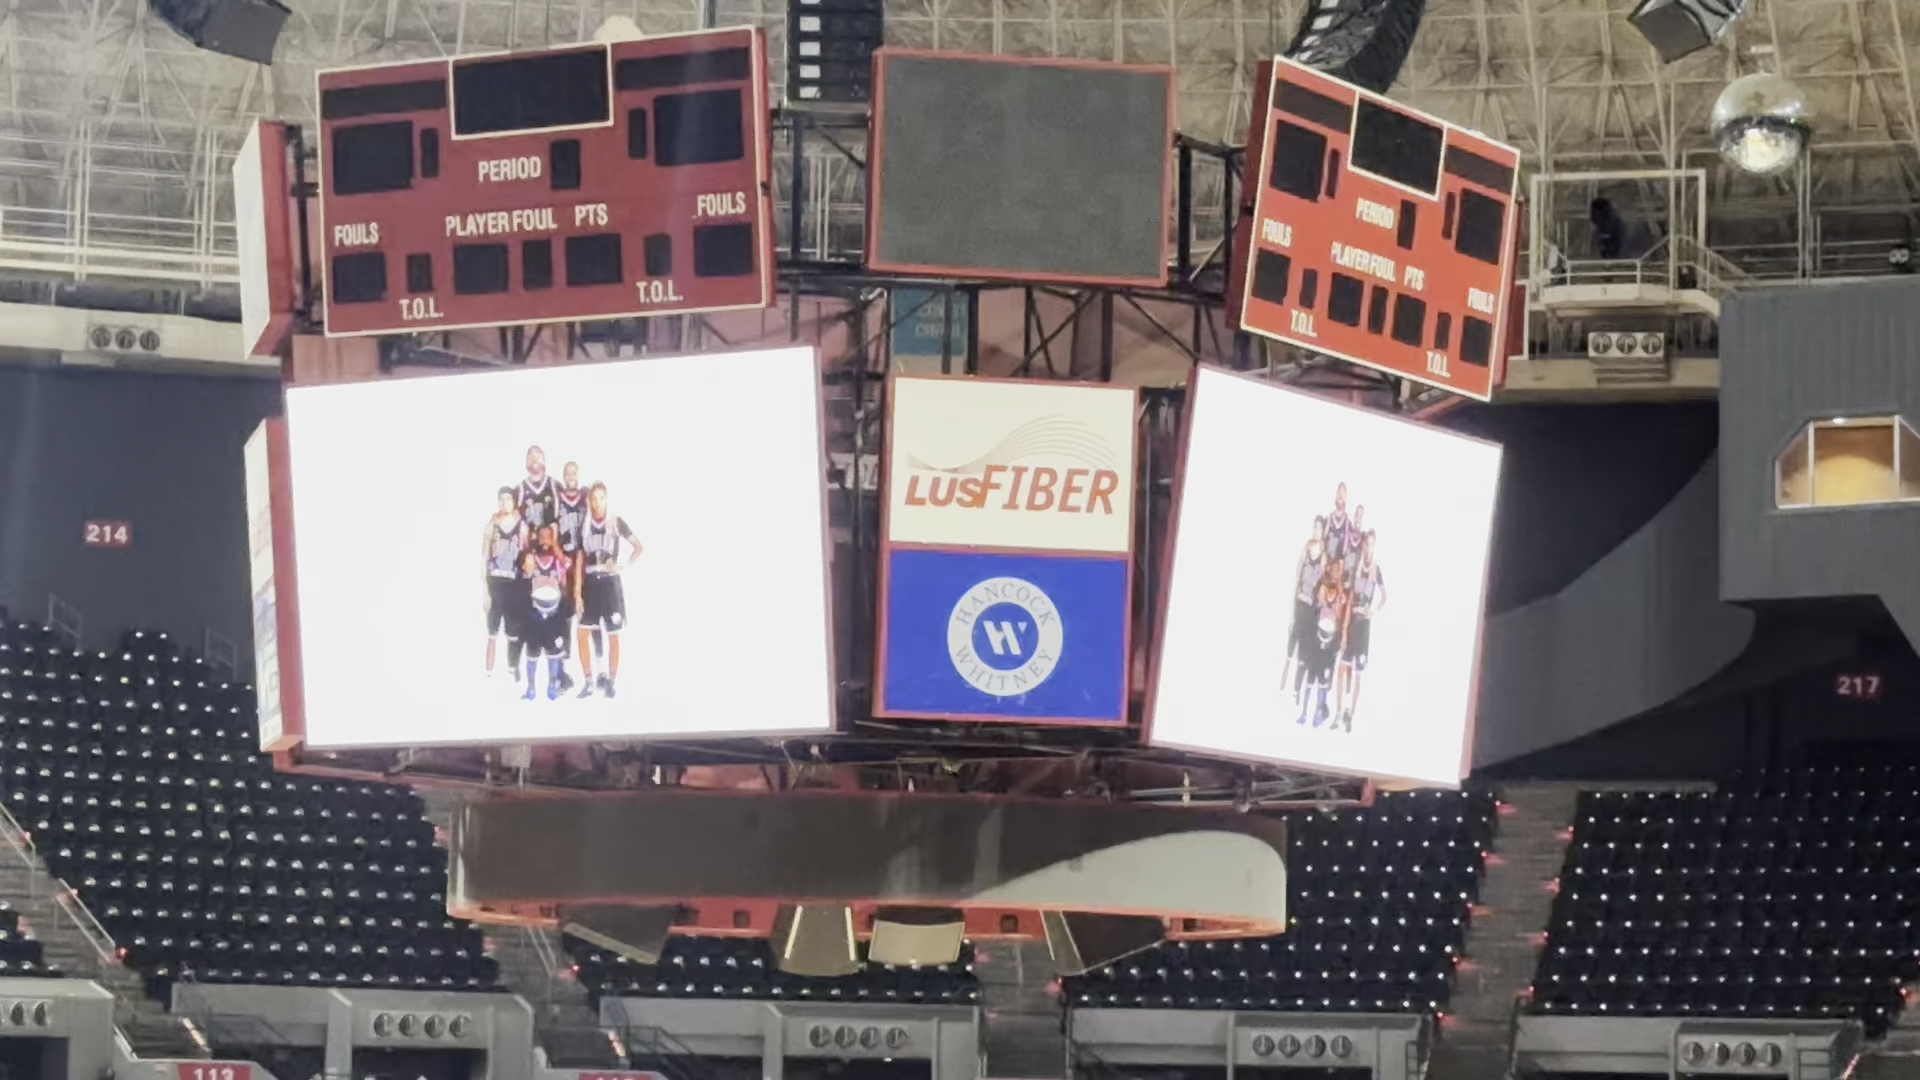 PERIOD
FOULS
PLAYER FOUL PTS
FOULS
T.O.L.
T.O.L.
PERIOD
FOULS
PLAYER FOUL PTS
FOULS
T.O.L.
T.O.L.
LUSFIBER
HANCOCK
WHITNEY
214
217
113